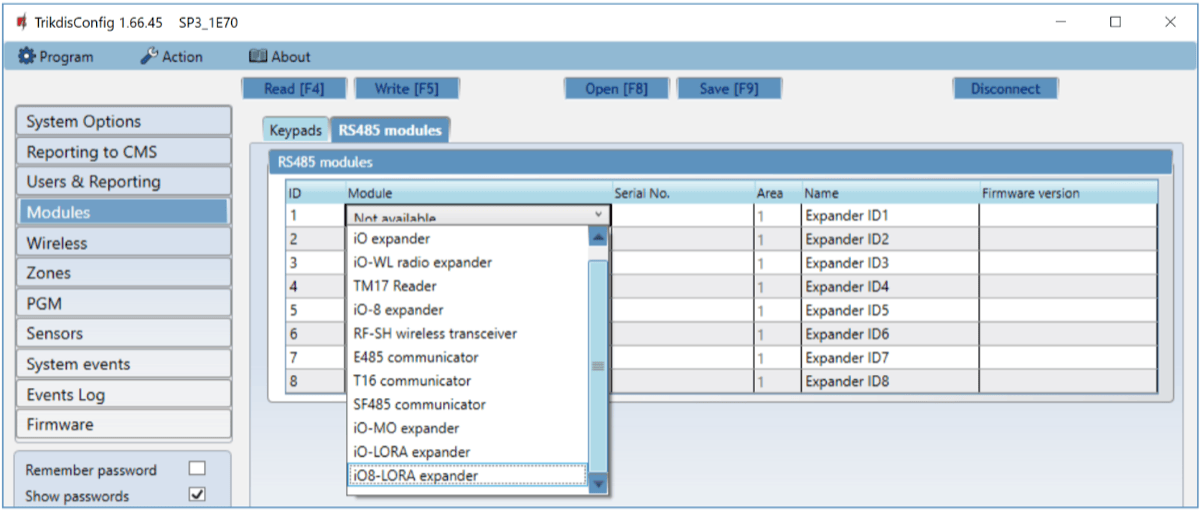 TrikdisConfig 1.66.45 SP3_1E70
Program Action About
Read [F4] Write [F5] Open [F8] Save [F9] Disconnect
System Options
Reporting to CMS
Users & Reporting
Modules
Wireless
Zones
PGM
Sensors
System events
Events Log
Firmware
Remember password
Show passwords
Keypads RS485 modules
RS485 modules
ID Module Serial No. Area Name Firmware version
1 Not available 1 Expander ID1
2 1 Expander ID2
3 1 Expander ID3
4 1 Expander ID4
5 1 Expander ID5
6 1 Expander ID6
7 1 Expander ID7
8 1 Expander ID8
iO expander
iO-WL radio expander
TM17 Reader
iO-8 expander
RF-SH wireless transceiver
E485 communicator
T16 communicator
SF485 communicator
iO-MO expander
iO-LORA expander
iO8-LORA expander